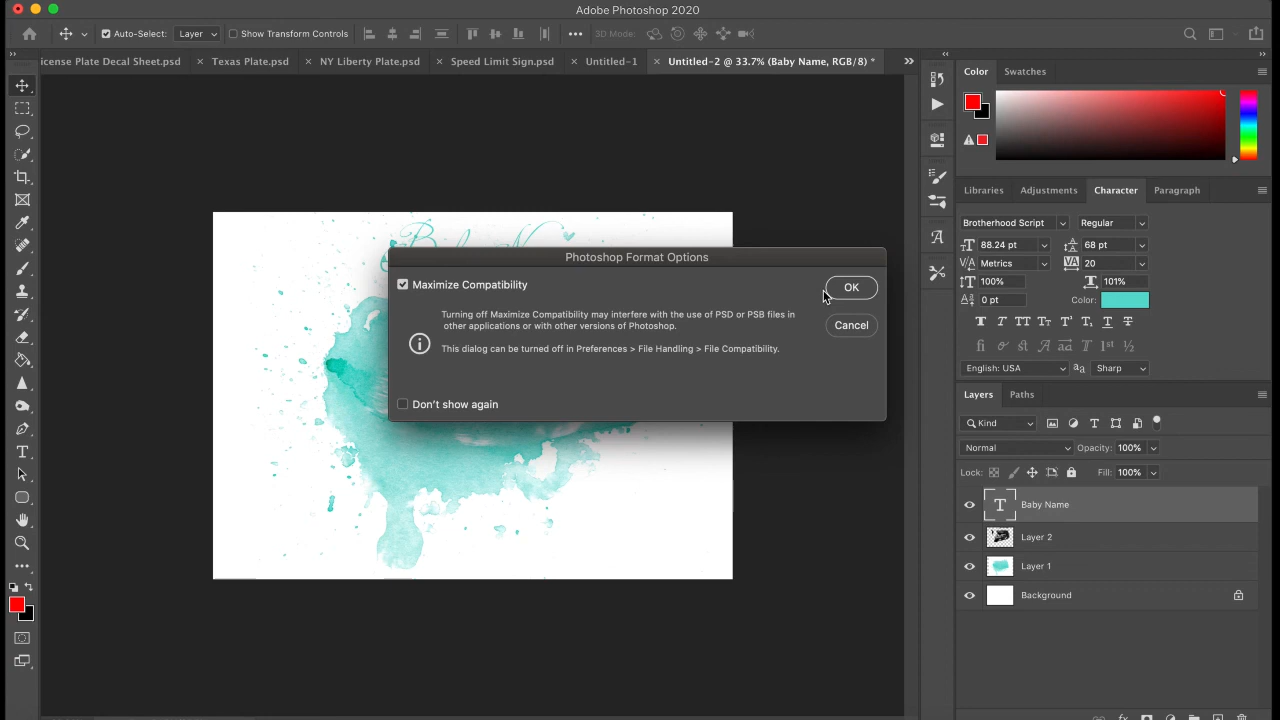 Adobe Photoshop 2020
Auto-Select: Layer Show Transform Controls 3D Mode:
icense Plate Decal Sheet.psd Texas Plate.psd NY Liberty Plate.psd Speed Limit Sign.psd Untitled-1 Untitled-2 @ 33.7% (Baby Name, RGB/8) *
Color Swatches
Libraries Adjustments Character Paragraph
Brotherhood Script Regular
88.24 pt 68 pt
Metrics 20
100% 101%
0 pt Color:
English: USA Sharp
Layers Paths
Kind
Normal Opacity: 100%
Lock: Fill: 100%
Baby Name
Layer 2
Layer 1
Background
Photoshop Format Options
Maximize Compatibility
OK
Turning off Maximize Compatibility may interfere with the use of PSD or PSB files in
other applications or with other versions of Photoshop.
Cancel
This dialog can be turned off in Preferences > File Handling > File Compatibility.
Don't show again